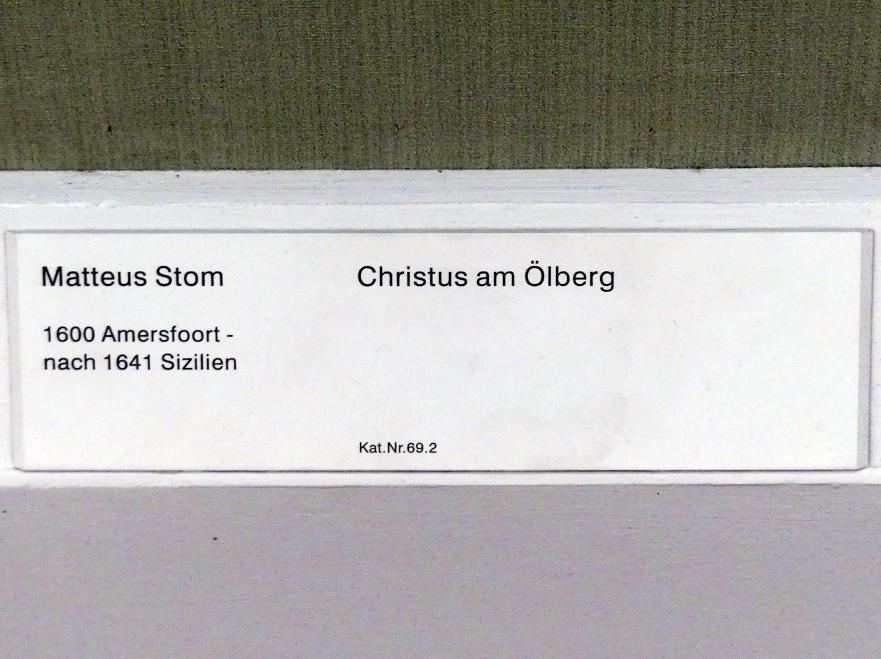 Matteus Stom
1600 Amersfoort -
nach 1641 Sizilien
Christus am Ölberg
Kat.Nr.69.2